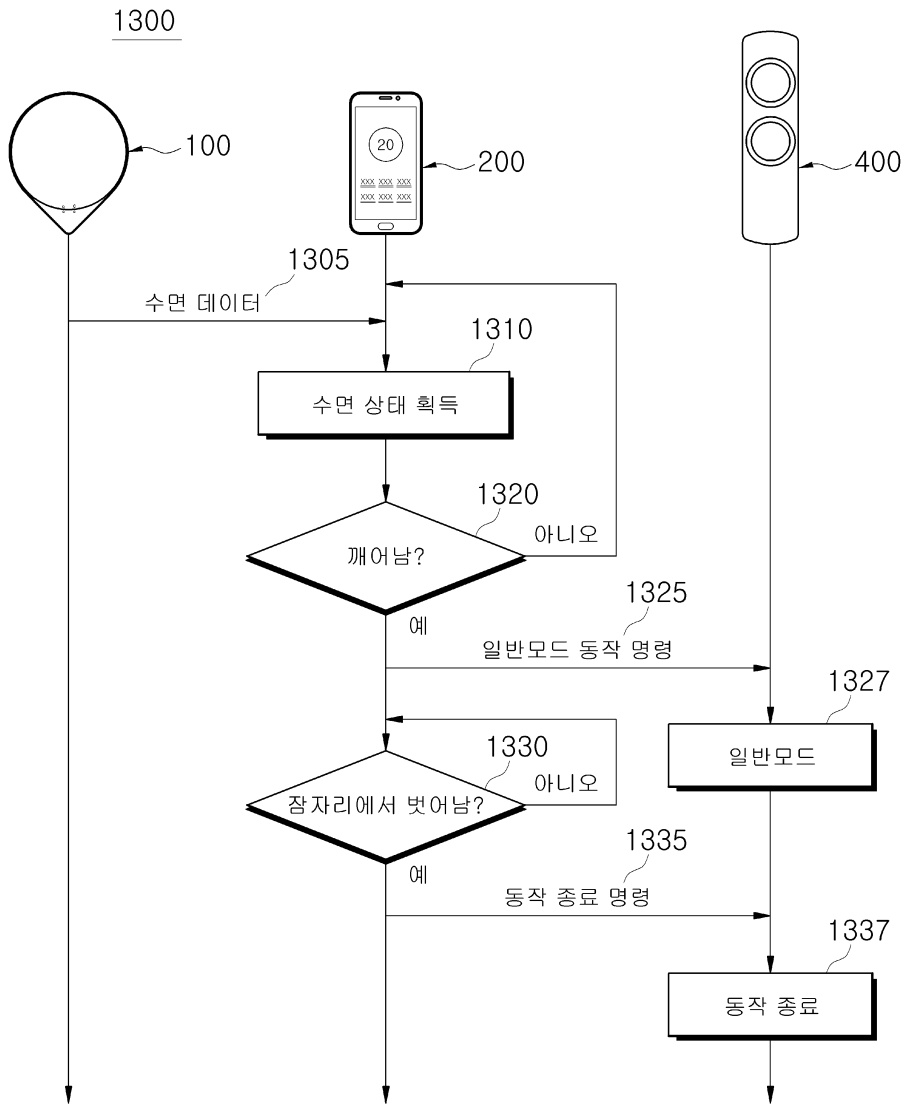 1300
100
200
400
20
XXX XXX XXX
XXX XXX XXX
1305
수면 데이터
1310
수면 상태 획득
1320
아니오
깨어남?
예
1325
일반모드 동작 명령
1327
일반모드
1330
아니오
잠자리에서 벗어남?
예
1335
동작 종료 명령
1337
동작 종료